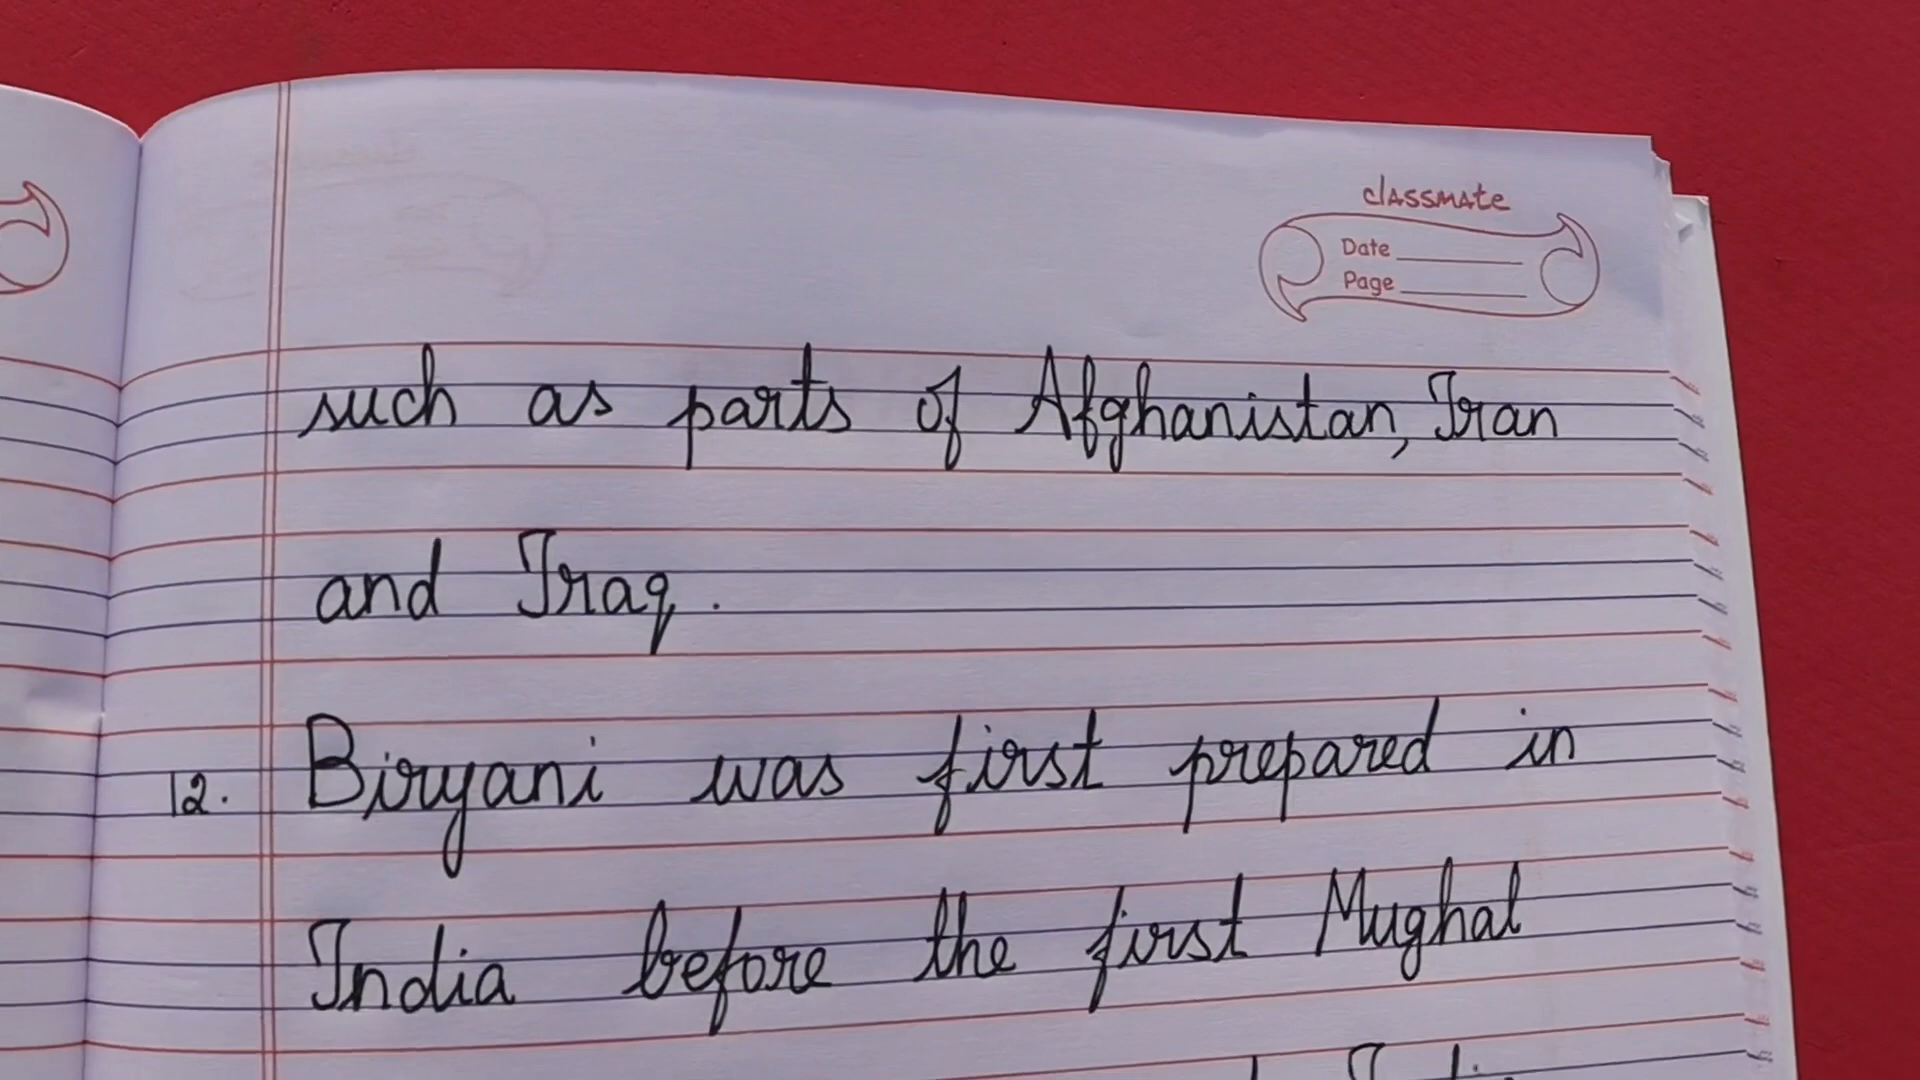 classmate
Date
Page
such as parts of Afghanistan, Iran
and Iraq.
12. Biryani was first prepared in
India before the first Mughal